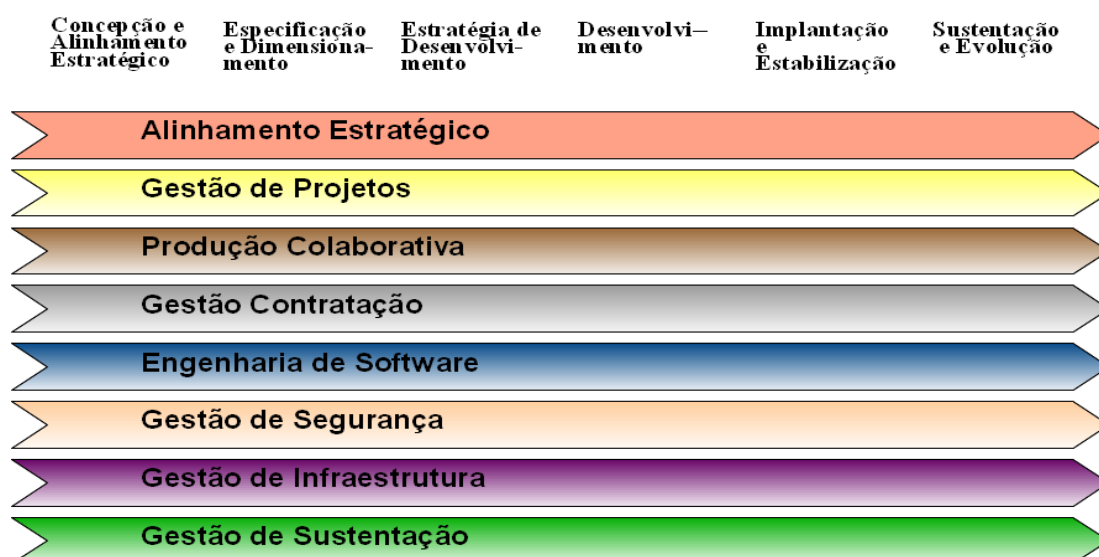 Concepção e
Alinhamento
Estratégico
Especificação
e Dimensiona-
mento
Estratégia de
Desenvolvi-
mento
Desenvolvi—
mento
Implantação
e
Estabilização
Sustentação
e Evolução
Alinhamento Estratégico
Gestão de Projetos
Produção Colaborativa
Gestão Contratação
Engenharia de Software
Gestão de Segurança
Gestão de Infraestrutura
Gestão de Sustentação